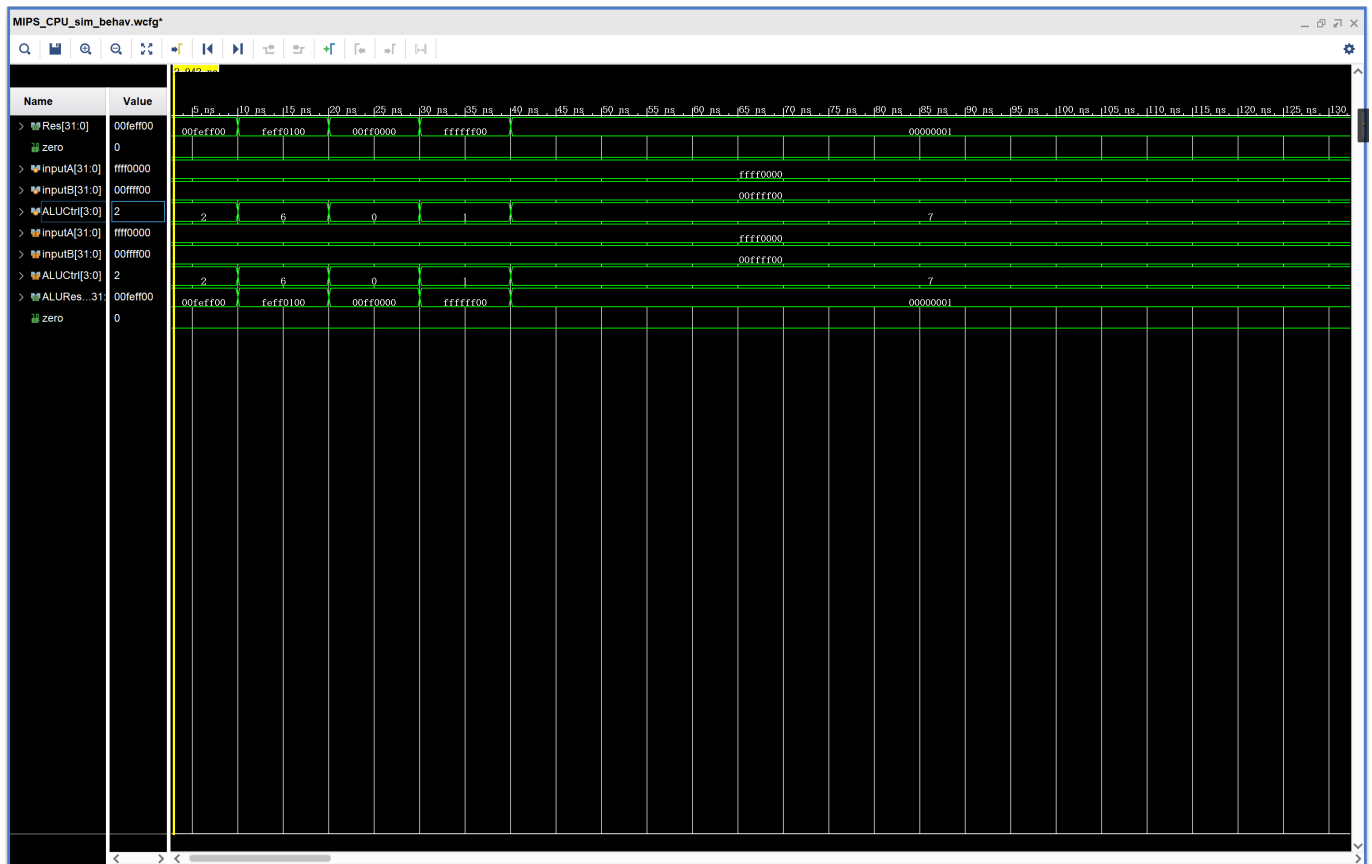 MIPS_CPU_sim_behav.wcfg*
2.942 ns
Name Value
5 ns 10 ns 15 ns 20 ns 25 ns 30 ns 35 ns 40 ns 45 ns 50 ns 55 ns 60 ns 65 ns 70 ns 75 ns 80 ns 85 ns 90 ns 95 ns 100 ns 105 ns 110 ns 115 ns 120 ns 125 ns 130
Res[31:0] 00feff00 00feff00 feff0100 00ff0000 ffffff00 00000001
zero 0
inputA[31:0] ffff0000 ffff0000
inputB[31:0] 00ffff00 00ffff00
ALUCtrl[3:0] 2 2 6 0 1 7
inputA[31:0] ffff0000 ffff0000
inputB[31:0] 00ffff00 00ffff00
ALUCtrl[3:0] 2 2 6 0 1 7
ALURes...31: 00feff00 00feff00 feff0100 00ff0000 ffffff00 00000001
zero 0